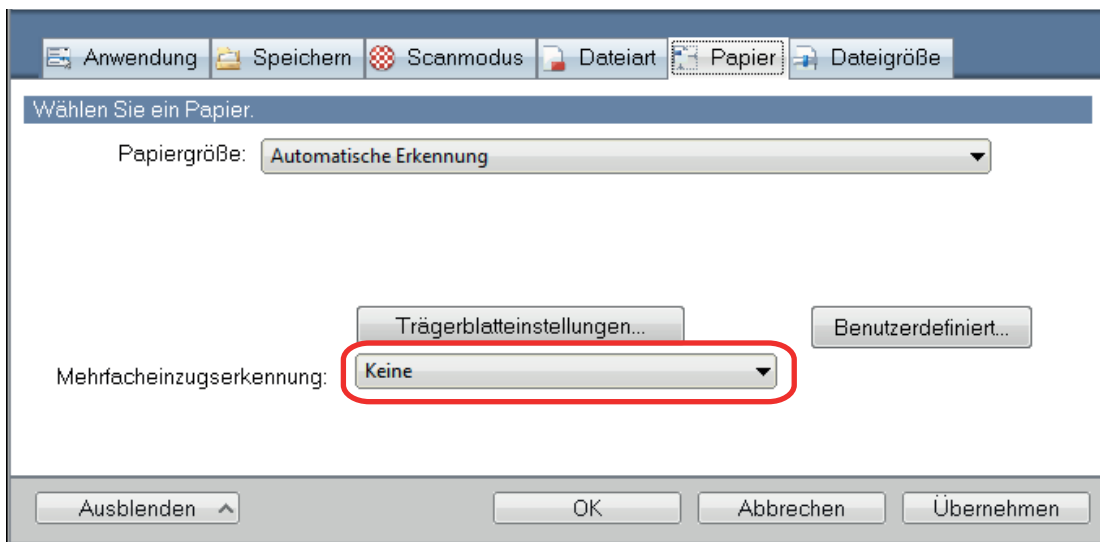 Anwendung Speichern Scanmodus Dateiart Papier Dateigröße
Wählen Sie ein Papier.
Papiergröße: Automatische Erkennung
Trägerblatteinstellungen... Benutzerdefiniert...
Mehrfacheinzugserkennung: Keine
Ausblenden OK Abbrechen Übernehmen